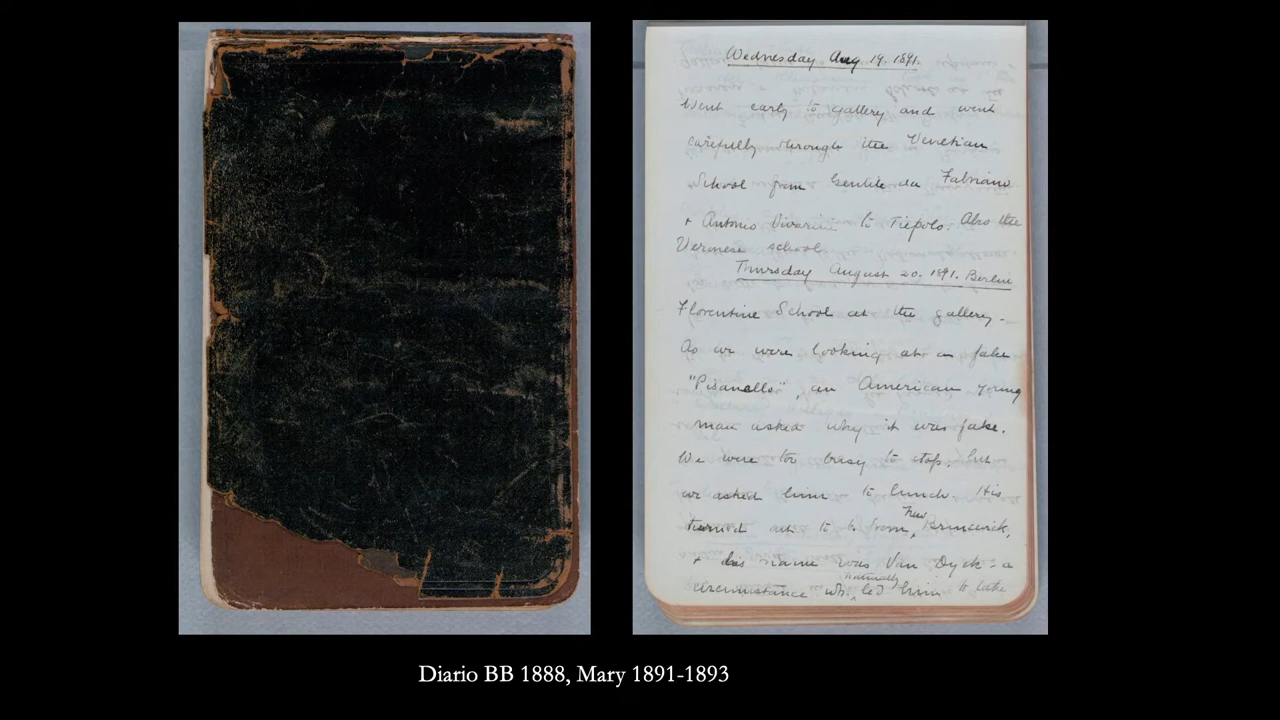 Wednesday Aug 19. 1891.
Went early to gallery and went
carefully through the Venetian
School from Gentile da Fabriano
+ Antonio Vivarini to Tiepolo. Also the
Veronese school
Thursday August 20. 1891. Berlin
Florentine School at the gallery.
As we were looking at a fake
"Pisanello", an American young
man asked why it was fake.
We were too busy to stop, but
we asked him to lunch. His
turned out to be from New Brunswick,
+ his name was Van Dyck - a
circumstance wh. naturally led him to take
Diario BB 1888, Mary 1891-1893